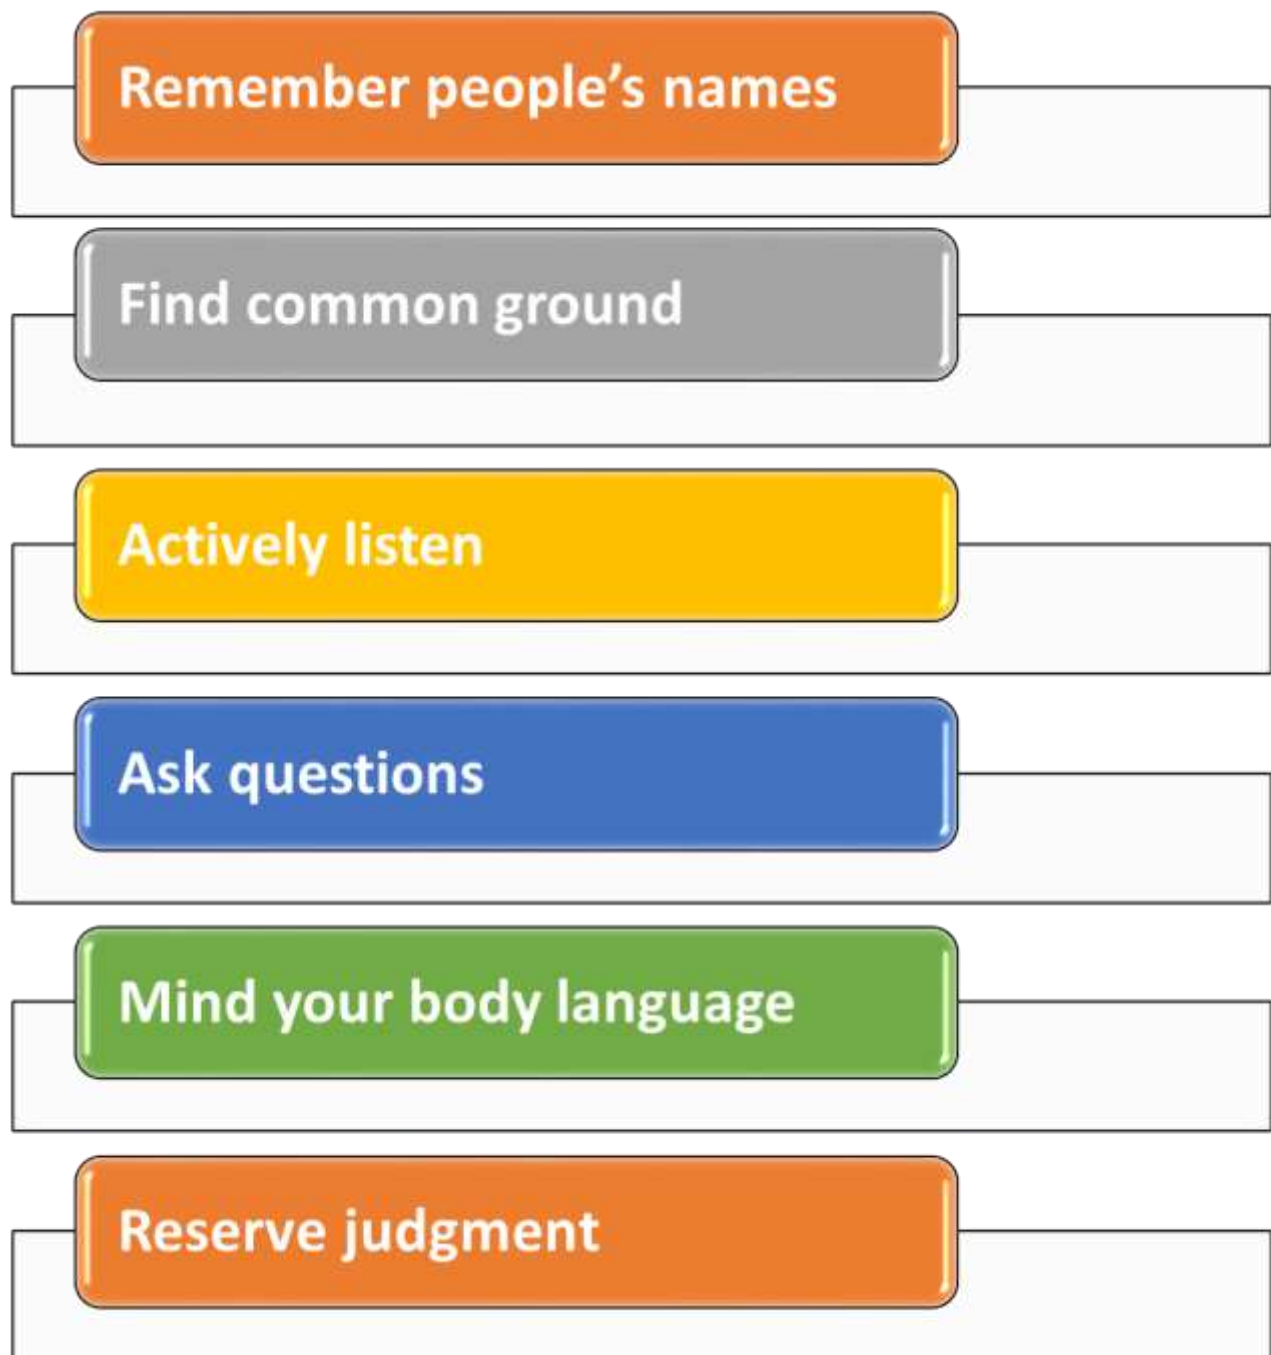 Remember people’s names
Find common ground
Actively listen
Ask questions
Mind your body language
Reserve judgment